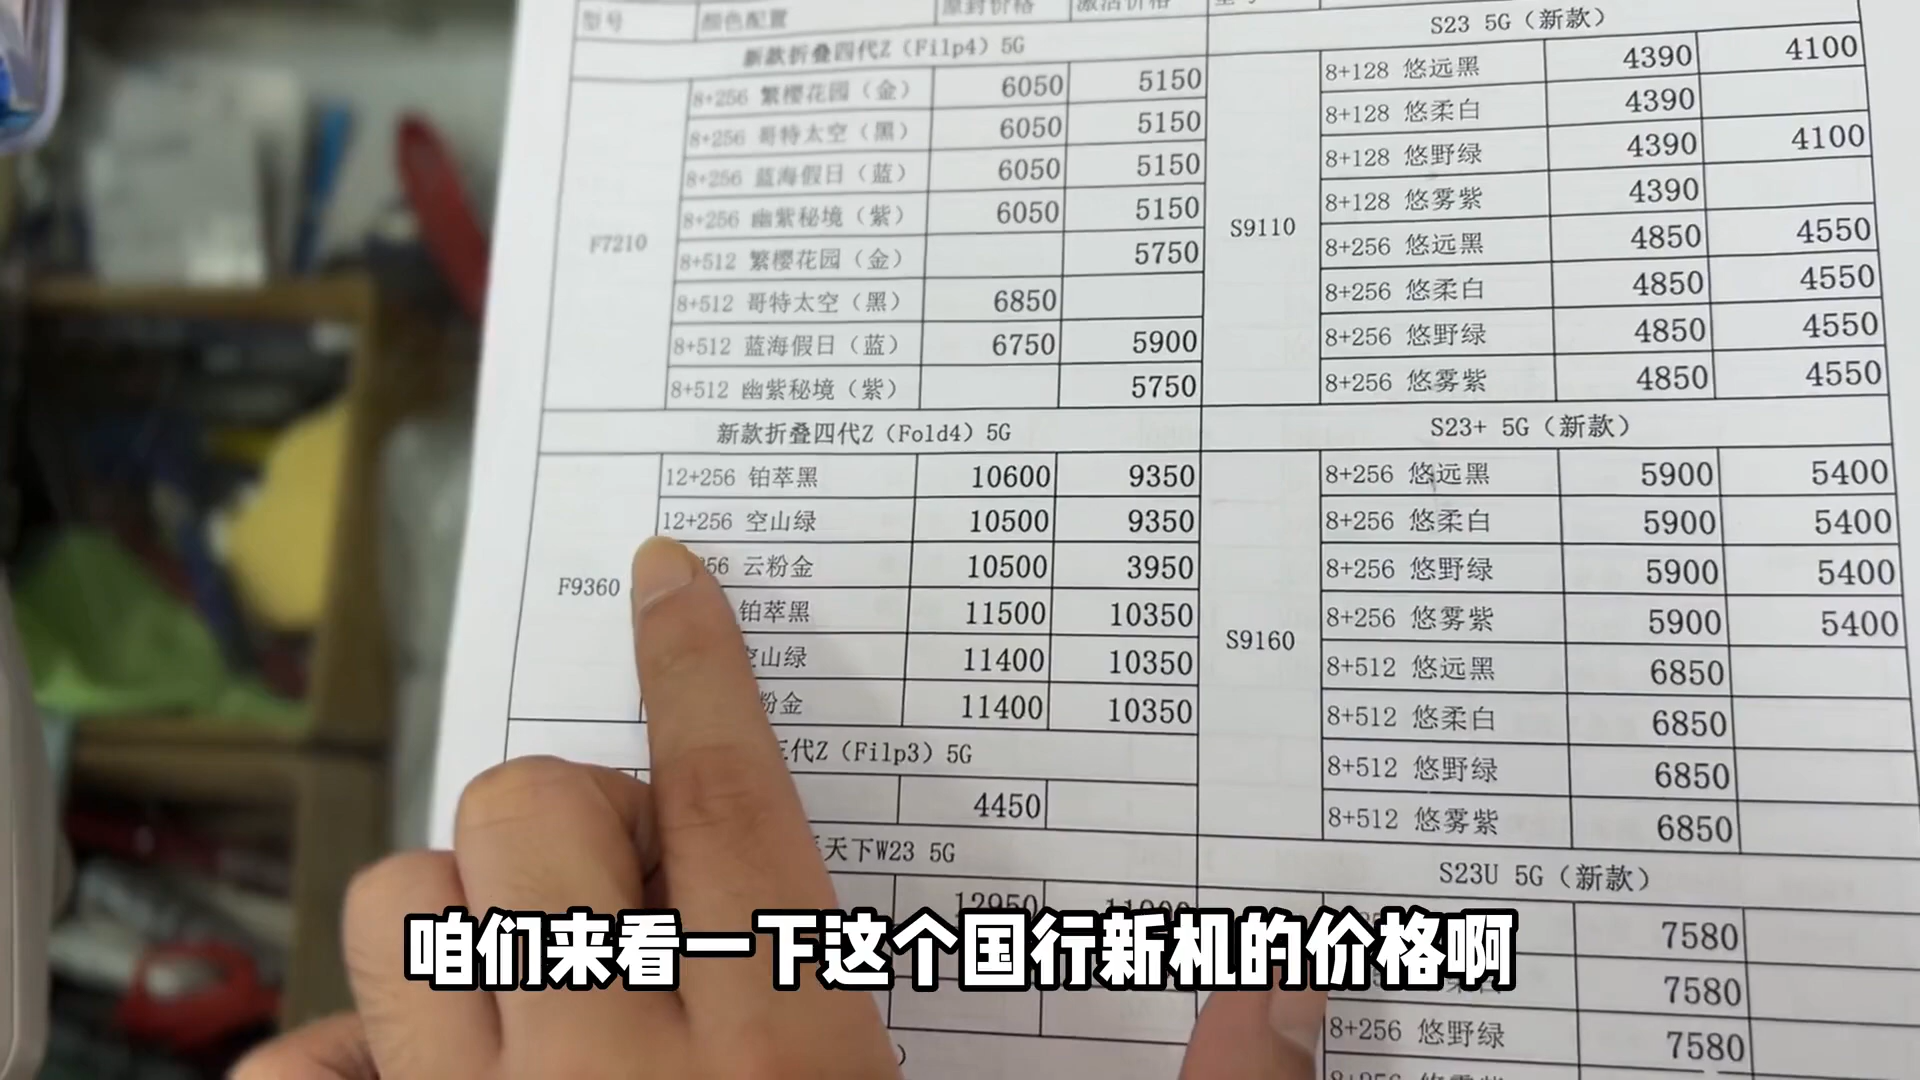 型号 颜色配置 原封价格 激活价格
新款折叠四代Z（Filp4）5G
F7210
8+256 繁樱花园（金） 6050 5150
8+256 哥特太空（黑） 6050 5150
8+256 蓝海假日（蓝） 6050 5150
8+256 幽紫秘境（紫） 6050 5150
8+512 繁樱花园（金） 5750
8+512 哥特太空（黑） 6850
8+512 蓝海假日（蓝） 6750 5900
8+512 幽紫秘境（紫） 5750
新款折叠四代Z（Fold4）5G
F9360
12+256 铂萃黑 10600 9350
12+256 空山绿 10500 9350
256 云粉金 10500 3950
铂萃黑 11500 10350
空山绿 11400 10350
粉金 11400 10350
三代Z（Filp3）5G
4450
天下W23 5G
12950
S23 5G（新款）
S9110
8+128 悠远黑 4390 4100
8+128 悠柔白 4390
8+128 悠野绿 4390 4100
8+128 悠雾紫 4390
8+256 悠远黑 4850 4550
8+256 悠柔白 4850 4550
8+256 悠野绿 4850 4550
8+256 悠雾紫 4850 4550
S23+ 5G（新款）
S9160
8+256 悠远黑 5900 5400
8+256 悠柔白 5900 5400
8+256 悠野绿 5900 5400
8+256 悠雾紫 5900 5400
8+512 悠远黑 6850
8+512 悠柔白 6850
8+512 悠野绿 6850
8+512 悠雾紫 6850
S23U 5G（新款）
7580
7580
8+256 悠野绿 7580
咱们来看一下这个国行新机的价格啊